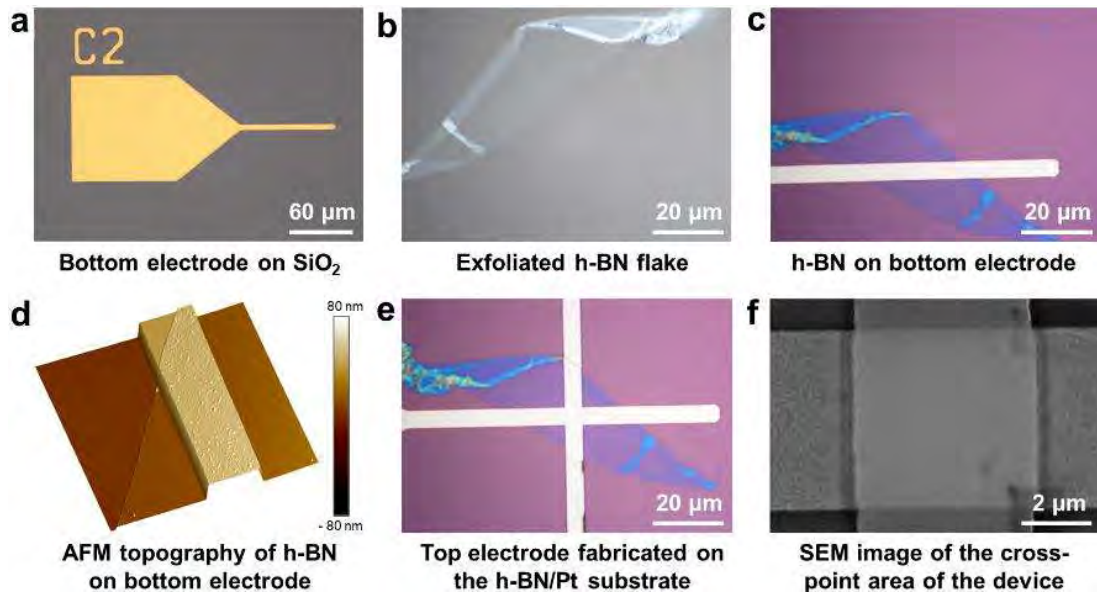 a
C2
60 µm
Bottom electrode on SiO₂
b
20 µm
Exfoliated h-BN flake
c
20 µm
h-BN on bottom electrode
d
80 nm
- 80 nm
AFM topography of h-BN
on bottom electrode
e
20 µm
Top electrode fabricated on
the h-BN/Pt substrate
f
2 µm
SEM image of the cross-
point area of the device